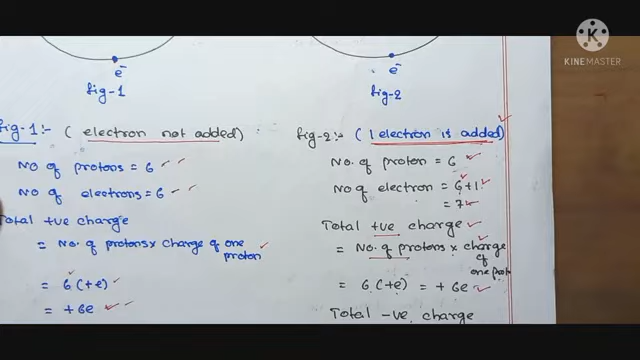 e⁻
fig-1
e⁻
fig-2
KINEMASTER
fig-1:- ( electron not added)
No of protons = 6
No of electrons = 6
Total +ve charge
= No. of protons x charge of one
proton
= 6 (+e)
= +6e
fig-2:- ( 1 electron is added)
No. of proton = 6
No of electron = 6+1
= 7
Total +ve charge
= No. of protons x charge
of
one
= 6 (+e) = + 6e
Total -ve charge